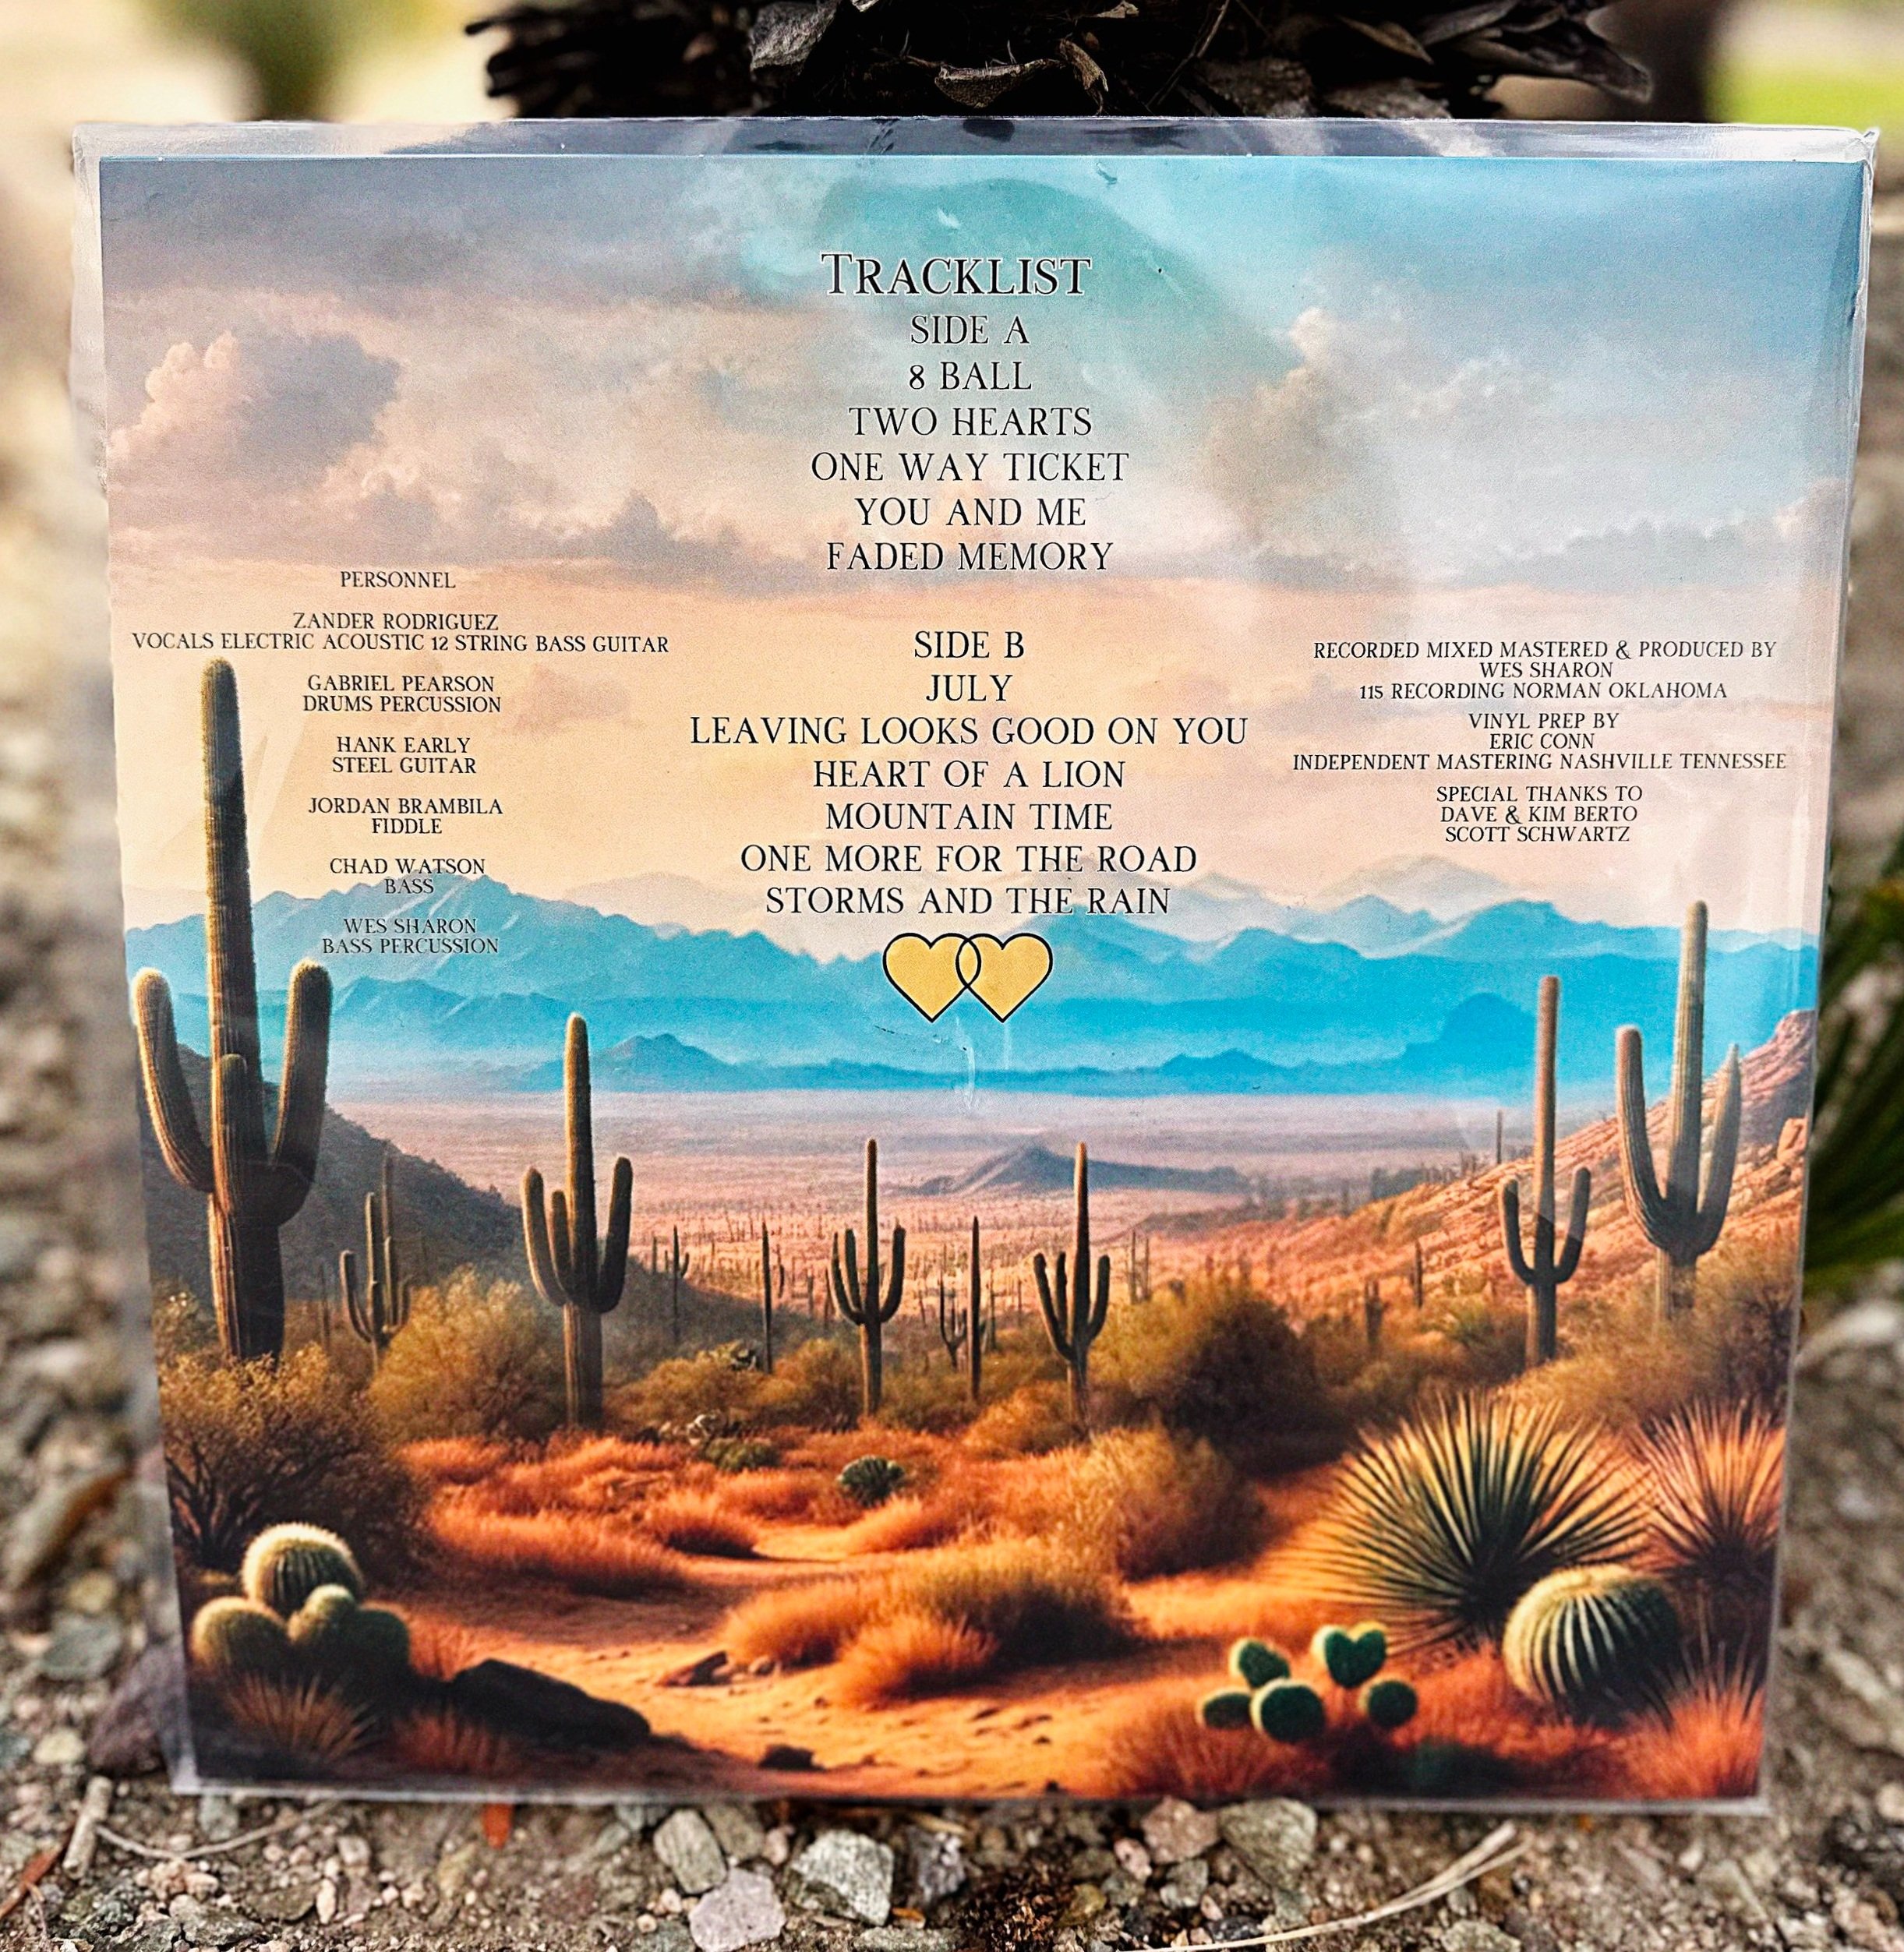 TRACKLIST
SIDE A
8 BALL
TWO HEARTS
ONE WAY TICKET
YOU AND ME
FADED MEMORY
SIDE B
JULY
LEAVING LOOKS GOOD ON YOU
HEART OF A LION
MOUNTAIN TIME
ONE MORE FOR THE ROAD
STORMS AND THE RAIN
PERSONNEL
ZANDER RODRIGUEZ
VOCALS ELECTRIC ACOUSTIC 12 STRING BASS GUITAR
GABRIEL PEARSON
DRUMS PERCUSSION
HANK EARLY
STEEL GUITAR
JORDAN BRAMBILA
FIDDLE
CHAD WATSON
BASS
WES SHARON
BASS PERCUSSION
RECORDED MIXED MASTERED & PRODUCED BY
WES SHARON
115 RECORDING NORMAN OKLAHOMA
VINYL PREP BY
ERIC CONN
INDEPENDENT MASTERING NASHVILLE TENNESSEE
SPECIAL THANKS TO
DAVE & KIM BERTO
SCOTT SCHWARTZ